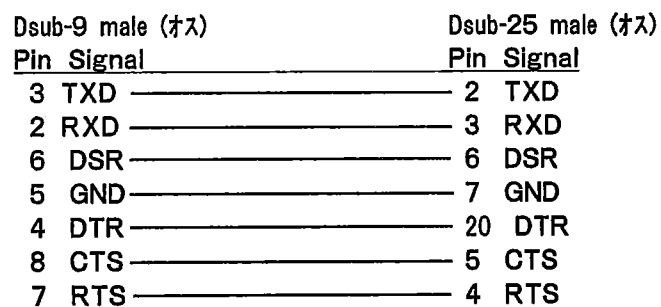 Dsub-9 male (オス) Dsub-25 male (オス)
Pin Signal Pin Signal
3 TXD 2 TXD
2 RXD 3 RXD
6 DSR 6 DSR
5 GND 7 GND
4 DTR 20 DTR
8 CTS 5 CTS
7 RTS 4 RTS